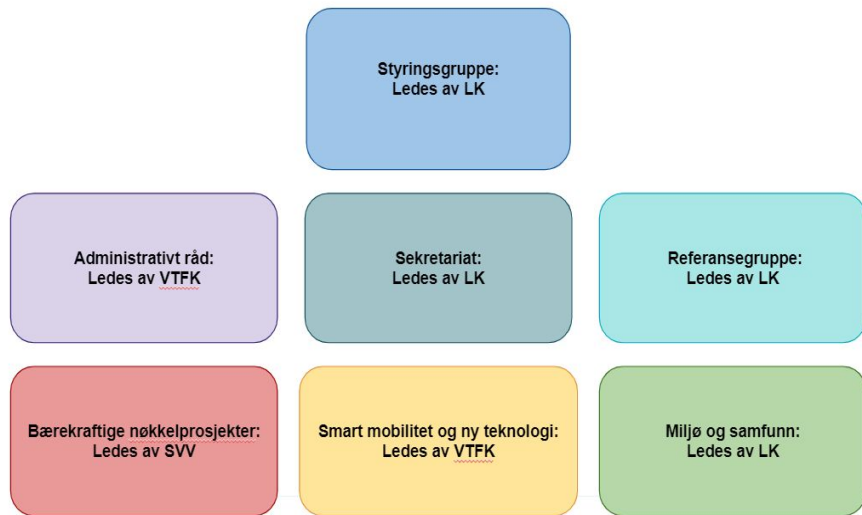 Styringsgruppe:
Ledes av LK
Administrativt råd:
Ledes av VTFK
Sekretariat:
Ledes av LK
Referansegruppe:
Ledes av LK
Bærekraftige nøkkelprosjekter:
Ledes av SVV
Smart mobilitet og ny teknologi:
Ledes av VTFK
Miljø og samfunn:
Ledes av LK